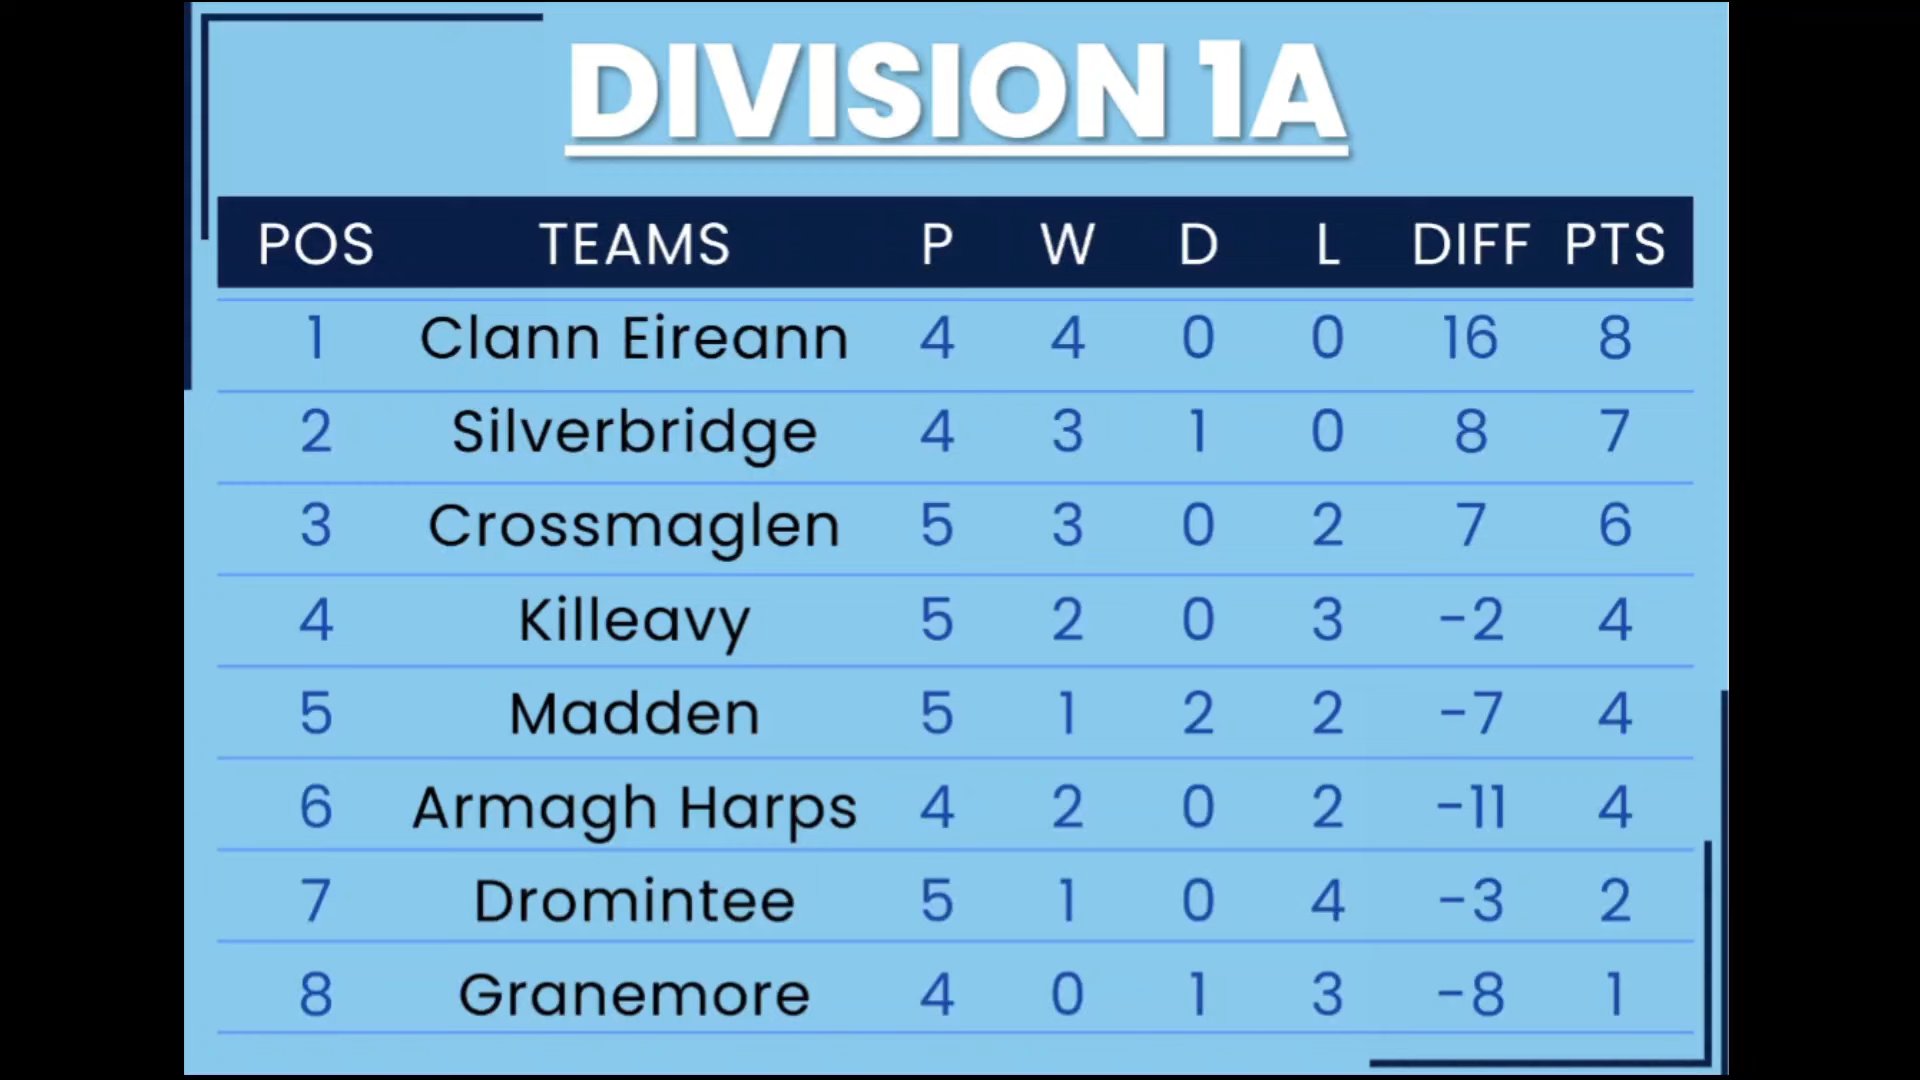 DIVISION 1A
POS TEAMS P W D L DIFF PTS
1 Clann Eireann 4 4 0 0 16 8
2 Silverbridge 4 3 1 0 8 7
3 Crossmaglen 5 3 0 2 7 6
4 Killeavy 5 2 0 3 -2 4
5 Madden 5 1 2 2 -7 4
6 Armagh Harps 4 2 0 2 -11 4
7 Dromintee 5 1 0 4 -3 2
8 Granemore 4 0 1 3 -8 1